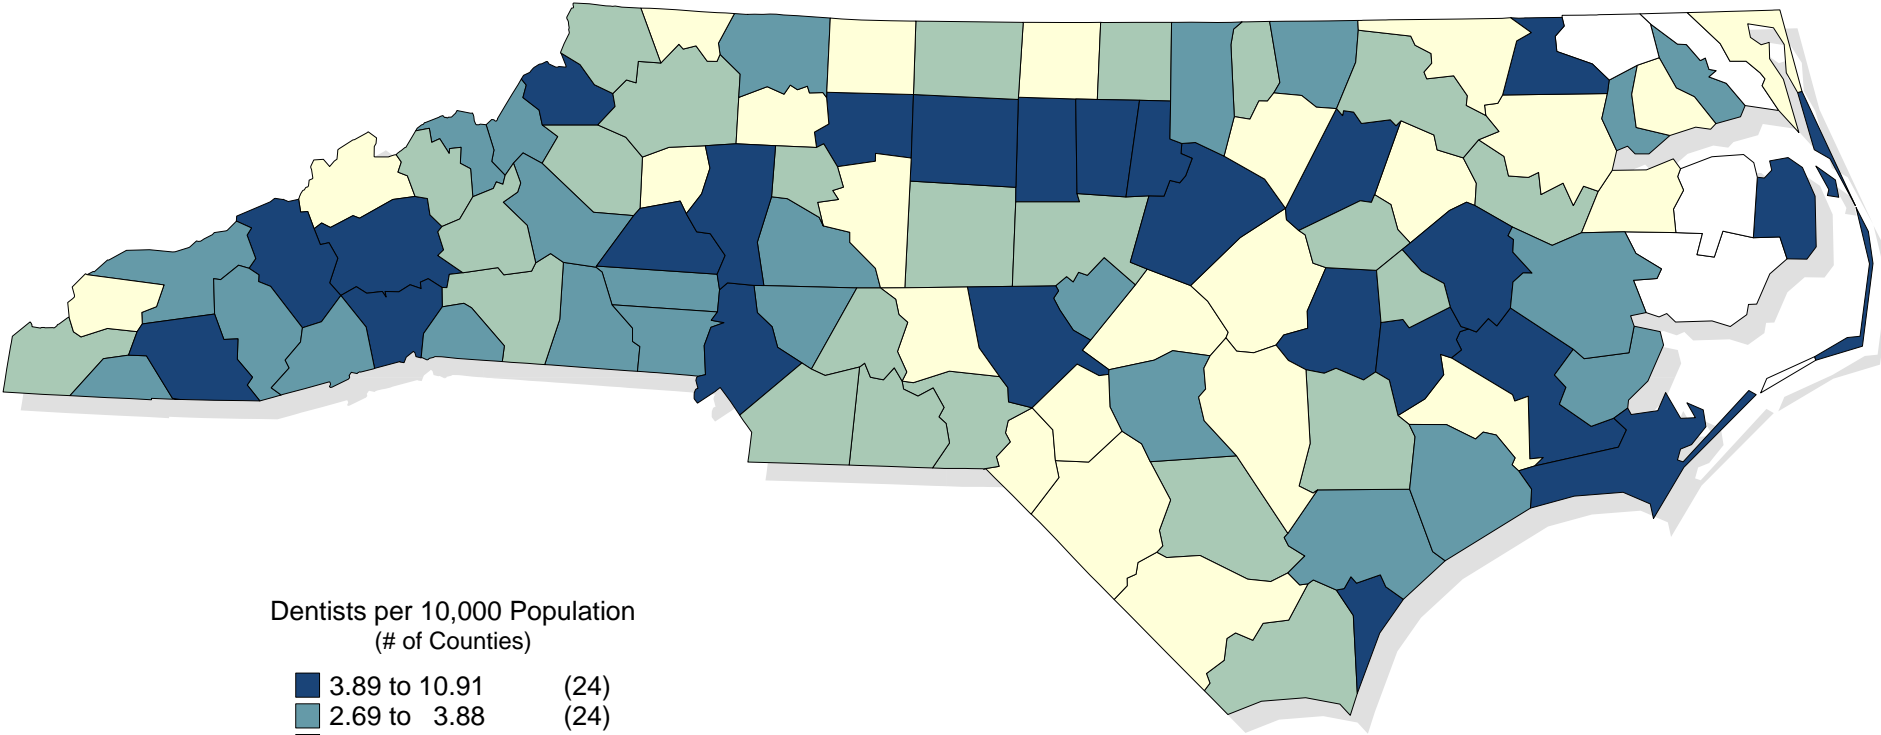 Dentists per 10,000 Population
(# of Counties)
3.89 to 10.91 (24)
2.69 to 3.88 (24)